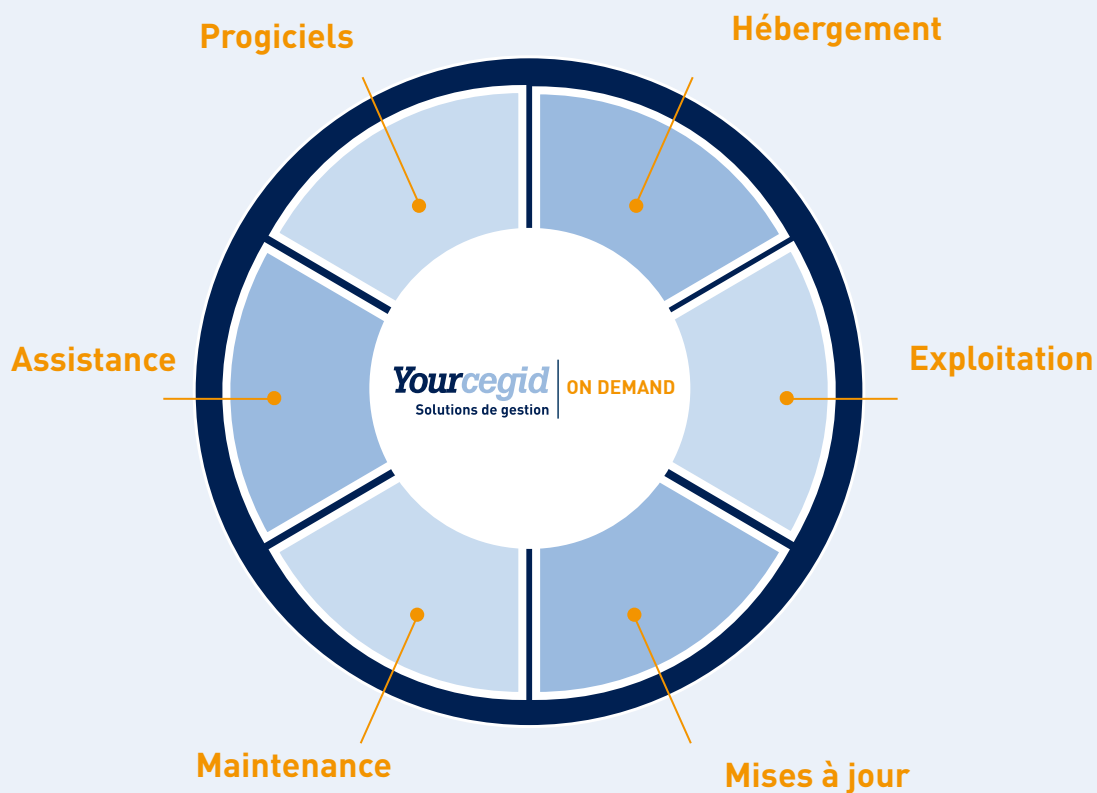 Progiciels
Hébergement
Assistance
Exploitation
Yourcegid
Solutions de gestion
ON DEMAND
Maintenance
Mises à jour